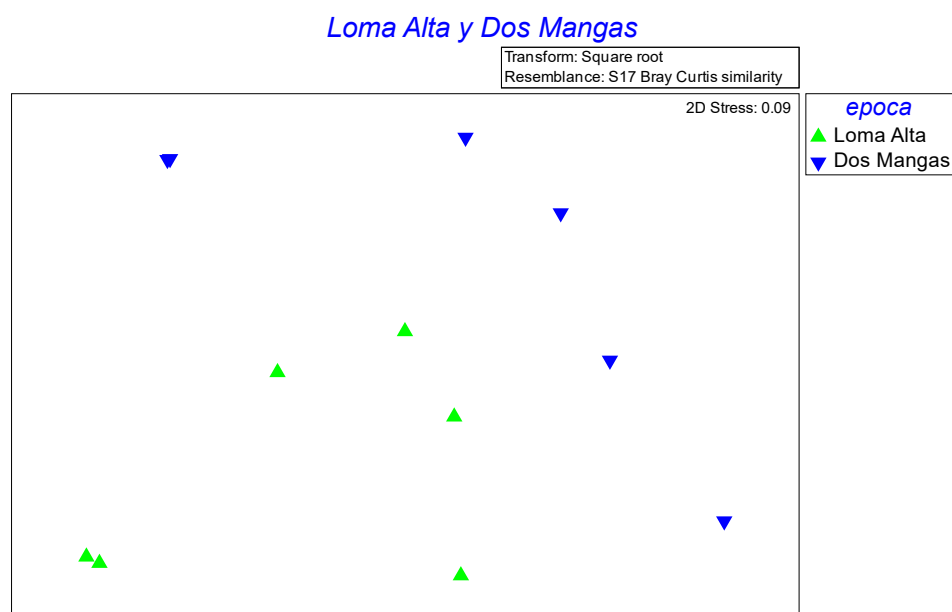 Loma Alta y Dos Mangas
Transform: Square root
Resemblance: S17 Bray Curtis similarity
2D Stress: 0.09
epoca
Loma Alta
Dos Mangas